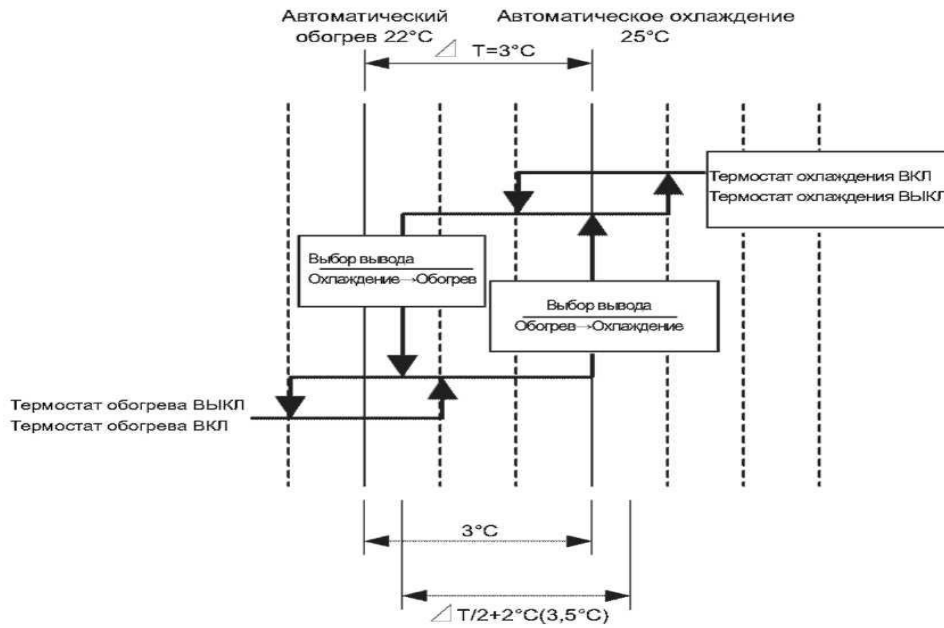 Автоматический
обогрев 22°C
Автоматическое охлаждение
25°C
⊿ T=3°C
Термостат охлаждения ВКЛ
Термостат охлаждения ВЫКЛ
Выбор вывода
Охлаждение→Обогрев
Выбор вывода
Обогрев→Охлаждение
Термостат обогрева ВЫКЛ
Термостат обогрева ВКЛ
3°C
⊿ T/2+2°C(3,5°C)